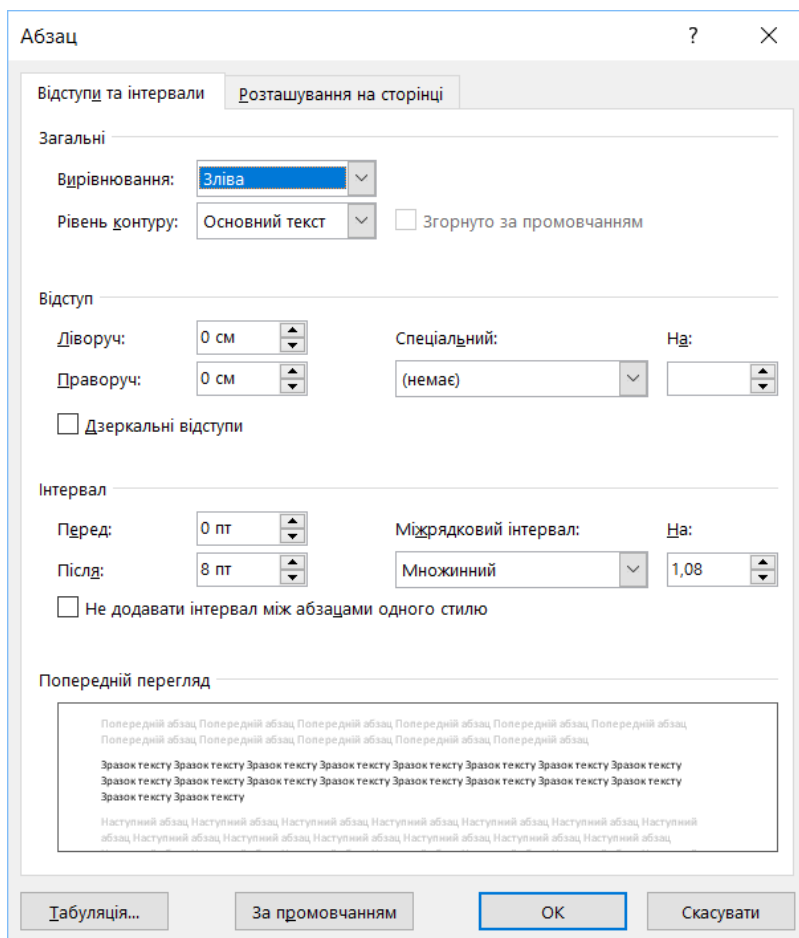 Абзац ?
Відступи та інтервали Розташування на сторінці
Загальні
Вирівнювання: Зліва
Рівень контуру: Основний текст Згорнуто за промовчанням
Відступ
Ліворуч: 0 см Спеціальний: На:
Праворуч: 0 см (немає)
Дзеркальні відступи
Інтервал
Перед: 0 пт Міжрядковий інтервал: На:
Після: 8 пт Множинний 1,08
Не додавати інтервал між абзацами одного стилю
Попередній перегляд
Попередній абзац Попередній абзац Попередній абзац Попередній абзац Попередній абзац Попередній абзац
Попередній абзац Попередній абзац Попередній абзац Попередній абзац Попередній абзац
Зразок тексту Зразок тексту Зразок тексту Зразок тексту Зразок тексту Зразок тексту Зразок тексту Зразок тексту
Зразок тексту Зразок тексту Зразок тексту Зразок тексту Зразок тексту Зразок тексту Зразок тексту Зразок тексту
Зразок тексту Зразок тексту
Наступний абзац Наступний абзац Наступний абзац Наступний абзац Наступний абзац Наступний абзац Наступний
абзац Наступний абзац Наступний абзац Наступний абзац Наступний абзац Наступний абзац Наступний абзац
Табуляція... За промовчанням ОК Скасувати